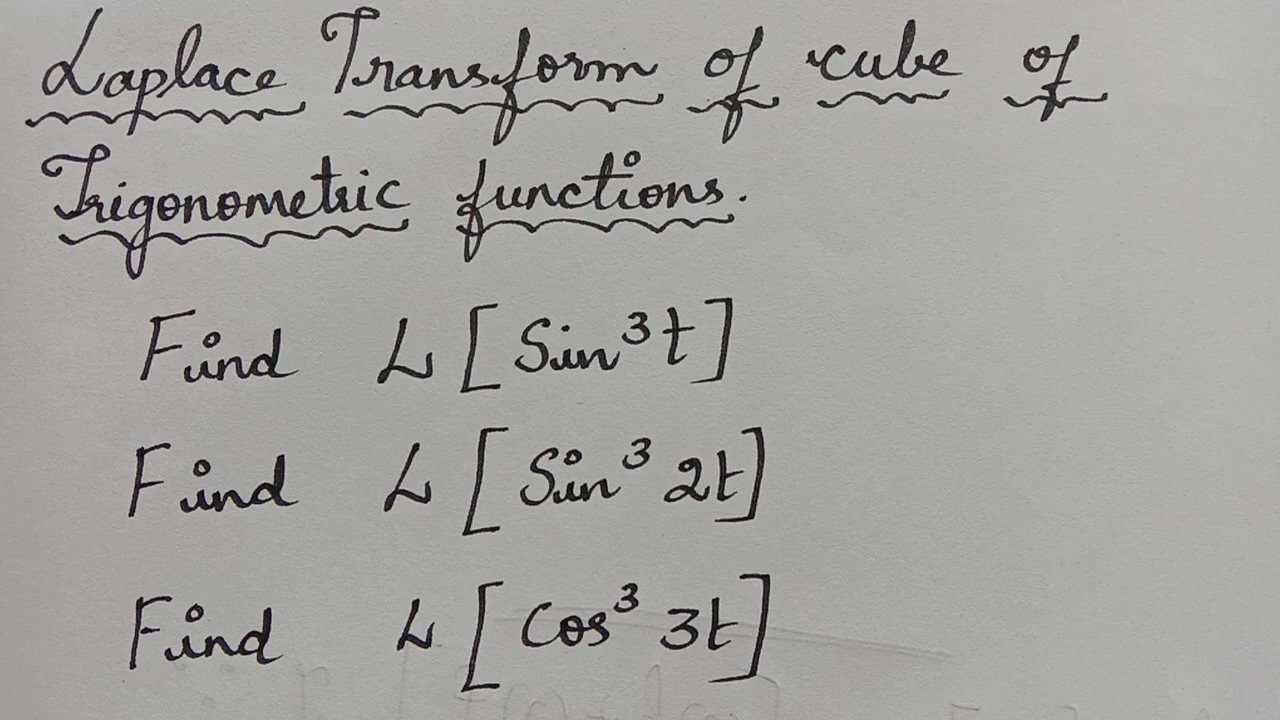 Laplace Transform of cube of
Trigonometric functions.
Find L [Sin³t]
Find L [Sin³ 2t]
Find L [Cos³ 3t]